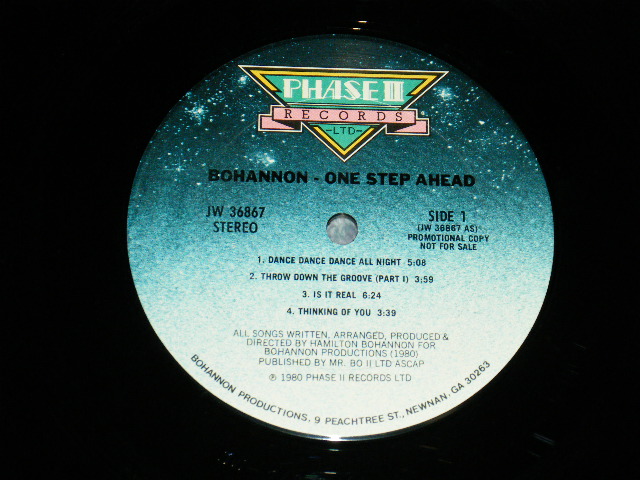 PHASE II
RECORDS
-LTD-
BOHANNON - ONE STEP AHEAD
JW 36867
STEREO
SIDE 1
(JW 36867 AS)
PROMOTIONAL COPY
NOT FOR SALE
1. DANCE DANCE DANCE ALL NIGHT 5:08
2. THROW DOWN THE GROOVE (PART I) 3:59
3. IS IT REAL 6:24
4. THINKING OF YOU 3:39
ALL SONGS WRITTEN, ARRANGED, PRODUCED &
DIRECTED BY HAMILTON BOHANNON FOR
BOHANNON PRODUCTIONS (1980)
PUBLISHED BY MR. BO II LTD ASCAP
℗ 1980 PHASE II RECORDS LTD
BOHANNON PRODUCTIONS, 9 PEACHTREE ST., NEWNAN, GA 30263